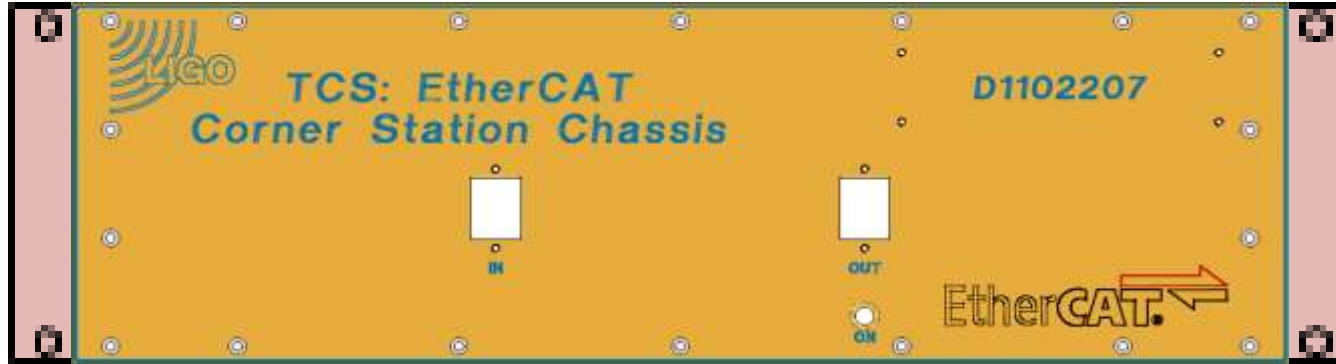 LIGO
TCS: EtherCAT
Corner Station Chassis
D1102207
IN
OUT
ON
EtherCAT®